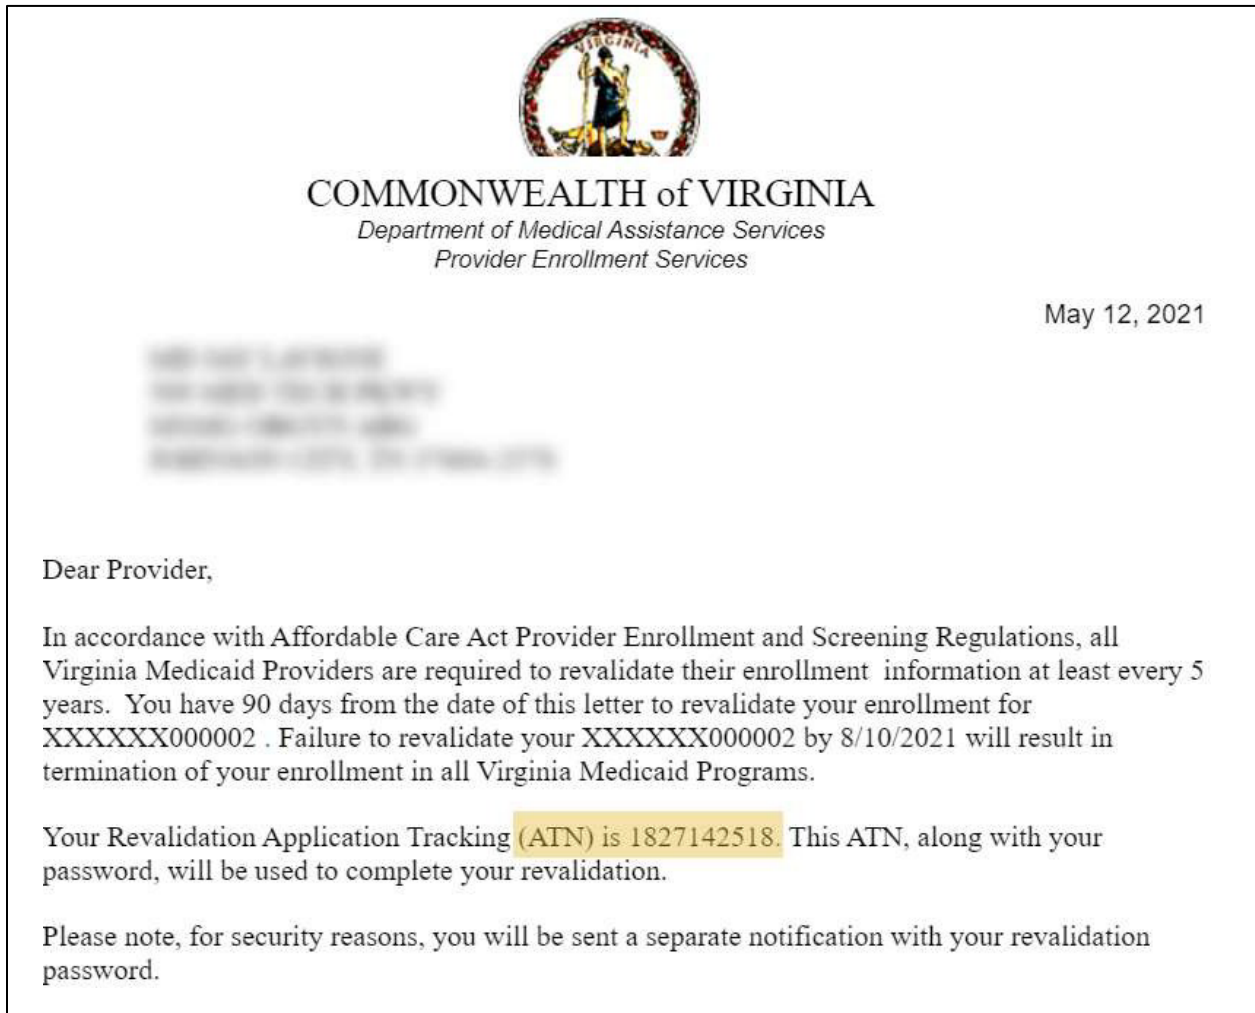 VIRGINIA
COMMONWEALTH of VIRGINIA
Department of Medical Assistance Services
Provider Enrollment Services
May 12, 2021
Dear Provider,
In accordance with Affordable Care Act Provider Enrollment and Screening Regulations, all
Virginia Medicaid Providers are required to revalidate their enrollment  information at least every 5
years.  You have 90 days from the date of this letter to revalidate your enrollment for
XXXXXX000002 . Failure to revalidate your XXXXXX000002 by 8/10/2021 will result in
termination of your enrollment in all Virginia Medicaid Programs.
Your Revalidation Application Tracking (ATN) is 1827142518. This ATN, along with your
password, will be used to complete your revalidation.
Please note, for security reasons, you will be sent a separate notification with your revalidation
password.